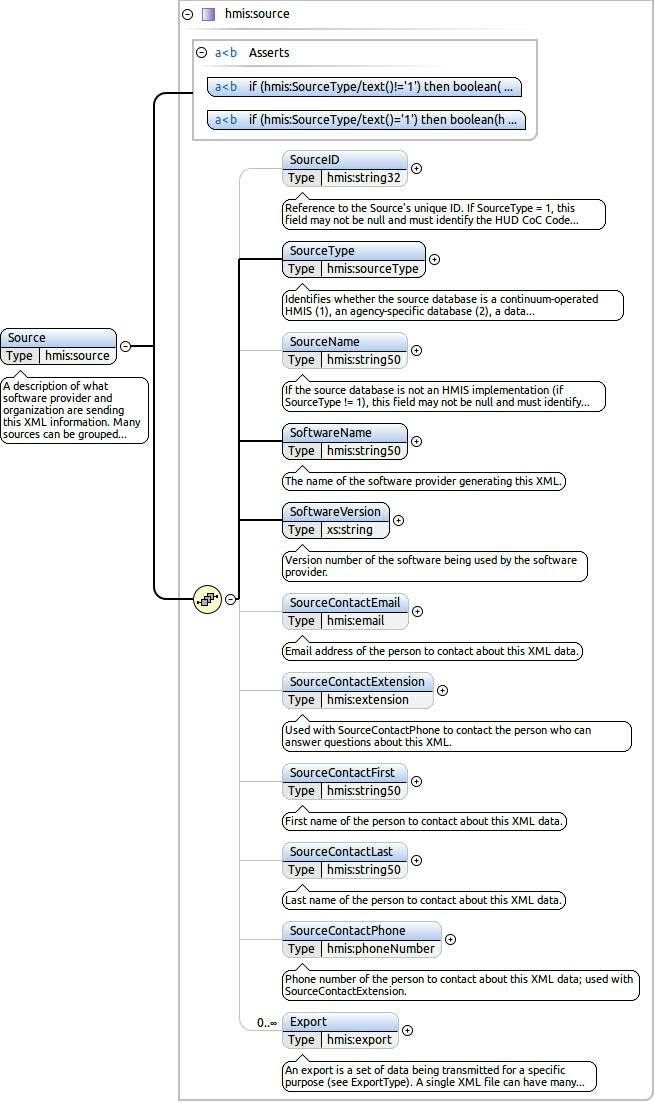 hmis:source
a<b Asserts
a<b if (hmis:SourceType/text()!='1') then boolean( ...
a<b if (hmis:SourceType/text()='1') then boolean(h ...
SourceID
Type hmis:string32
Reference to the Source's unique ID. If SourceType = 1, this
field may not be null and must identify the HUD CoC Code...
SourceType
Type hmis:sourceType
Identifies whether the source database is a continuum-operated
HMIS (1), an agency-specific database (2), a data...
Source
Type hmis:source
A description of what
software provider and
organization are sending
this XML information. Many
sources can be grouped...
SourceName
Type hmis:string50
If the source database is not an HMIS implementation (if
SourceType != 1), this field may not be null and must identify...
SoftwareName
Type hmis:string50
The name of the software provider generating this XML.
SoftwareVersion
Type xs:string
Version number of the software being used by the software
provider.
SourceContactEmail
Type hmis:email
Email address of the person to contact about this XML data.
SourceContactExtension
Type hmis:extension
Used with SourceContactPhone to contact the person who can
answer questions about this XML.
SourceContactFirst
Type hmis:string50
First name of the person to contact about this XML data.
SourceContactLast
Type hmis:string50
Last name of the person to contact about this XML data.
SourceContactPhone
Type hmis:phoneNumber
Phone number of the person to contact about this XML data; used with
SourceContactExtension.
0..∞ Export
Type hmis:export
An export is a set of data being transmitted for a specific
purpose (see ExportType). A single XML file can have many...